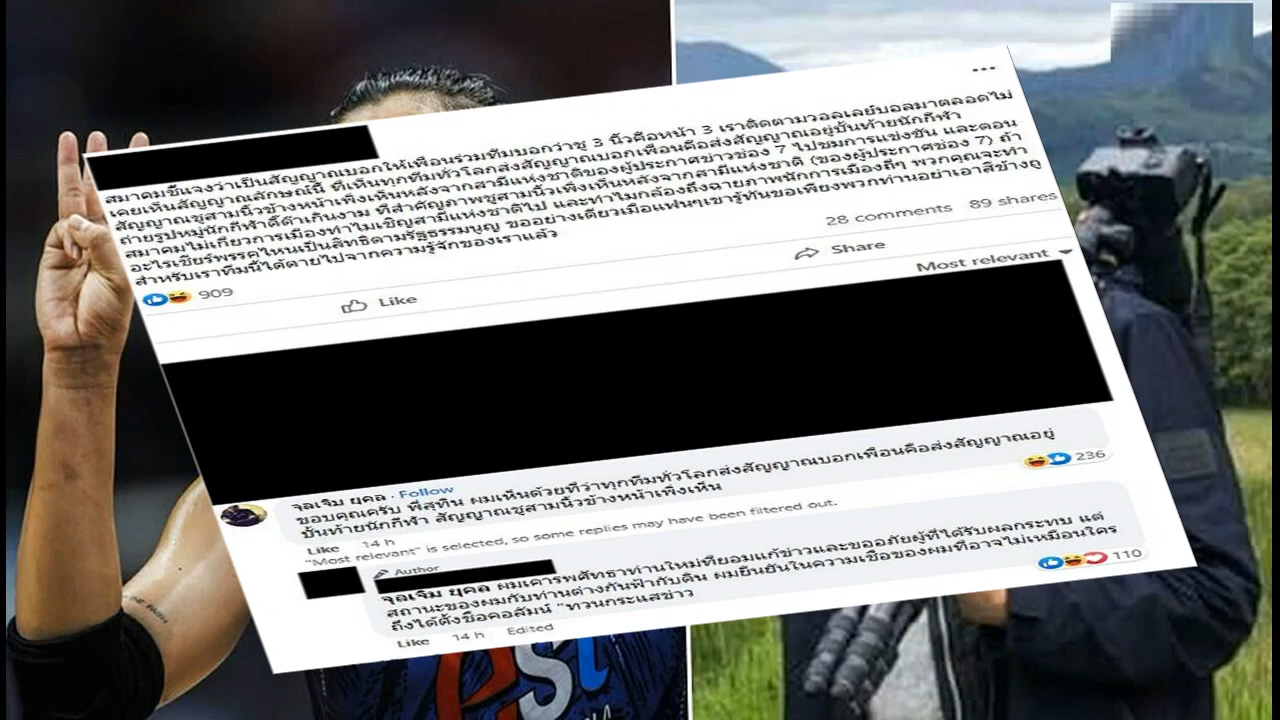 สมาคมชี้แจงว่าเป็นสัญญาณบอกให้เพื่อนร่วมทีมบอกว่าชู 3 นิ้วคือหน้า 3 เราติดตามวอลเลย์บอลมาตลอดไม่
เคยเห็นสัญญาณลักษณ์นี้ ที่เห็นทุกทีมทั่วโลกส่งสัญญาณบอกเพื่อนคือส่งสัญญาณอยู่บั้นท้ายนักกีฬา
สัญญาณชูสามนิ้วข้างหน้าเพิ่งเห็นหลังจากสามีแห่งชาติของผู้ประกาศข่าวช่อง 7 ไปชมการแข่งขัน และตอน
ถ่ายรูปหมู่นักกีฬาคี้ด๊าเกินงาม ที่สำคัญภาพชูสามนิ้วเพิ่งเห็นหลังจากสามีแห่งชาติ (ของผู้ประกาศช่อง 7) ถ้า
สมาคมไม่เกี่ยวการเมืองทำไมเชิญสามีแห่งชาติไป และทำไมกล้องถึงฉายภาพนักการเมืองถี่ๆ พวกคุณจะทำ
อะไรเชียร์พรรคไหนเป็นสิทธิตามรัฐธรรมนูญ ขออย่างเดียวเมื่อแฟนๆเขารู้ทันขอเพียงพวกท่านอย่าเอาสีข้างถู
สำหรับเราทีมนี้ได้ตายไปจากความรู้จักของเราแล้ว
909
28 comments 89 shares
Like
Share
Most relevant
จุลเจิม ยุคล · Follow
ขอบคุณครับ พี่สุทิน ผมเห็นด้วยที่ว่าทุกทีมทั่วโลกส่งสัญญาณบอกเพื่อนคือส่งสัญญาณอยู่
บั้นท้ายนักกีฬา สัญญาณชูสามนิ้วข้างหน้าเพิ่งเห็น
236
Like 14 h
"Most relevant" is selected, so some replies may have been filtered out.
Author
จุลเจิม ยุคล ผมเคารพศัทธาท่านใหม่ที่ยอมแก้ข่าวและขออภัยผู้ที่ได้รับผลกระทบ แต่
สถานะของผมกับท่านต่างกันฟ้ากับดิน ผมยืนยันในความเชื่อของผมที่อาจไม่เหมือนใคร
ถึงได้ตั้งชื่อคอลัมน์ "ทวนกระแสข่าว
110
Like 14 h Edited
est